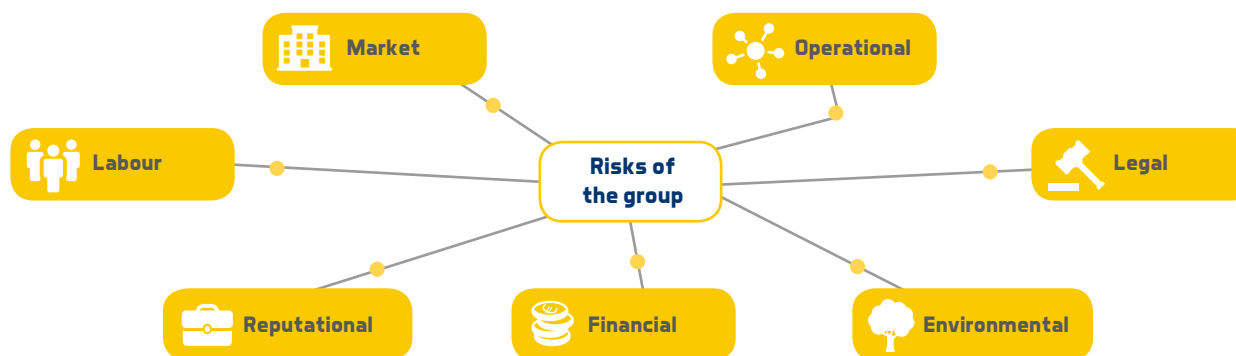 Market
Operational
Labour
Risks of
the group
Legal
Reputational
Financial
Environmental